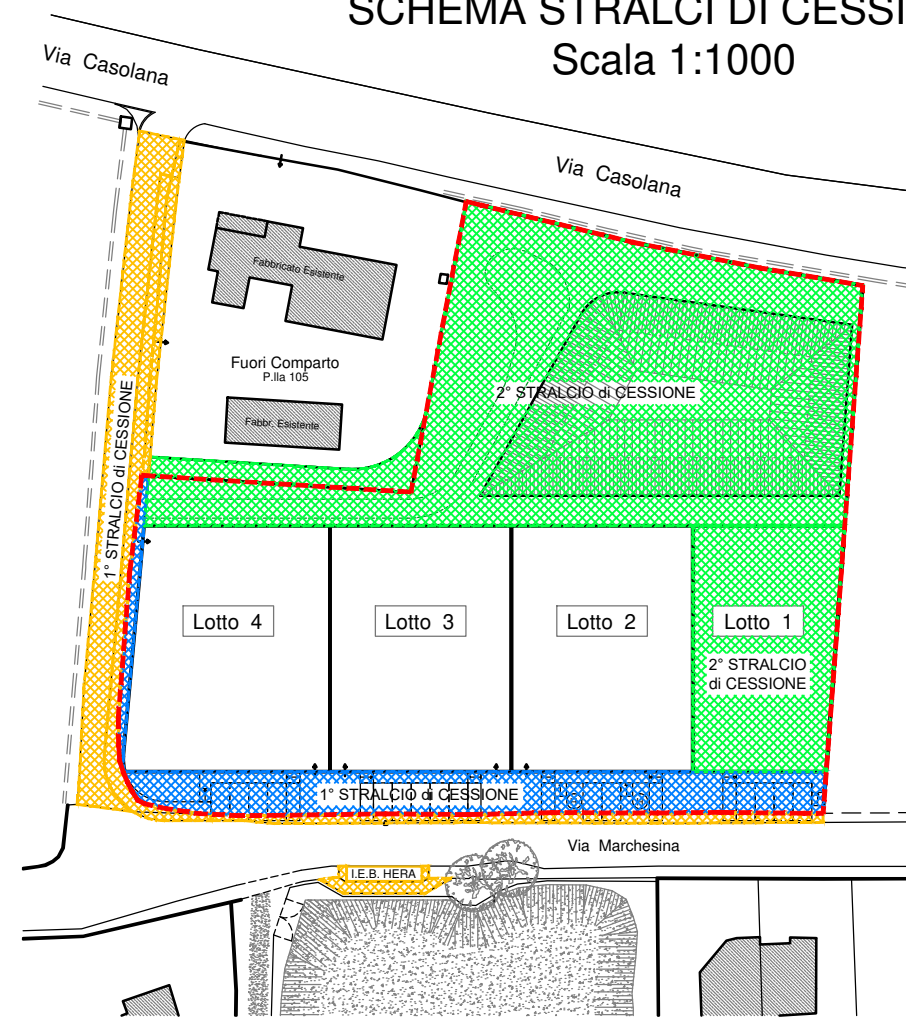 SCHEMA STRALCI DI CESSI
Scala 1:1000
Via Casolana
Via Casolana
Fabbricato Esistente
Fuori Comparto
P.lla 105
Fabbr. Esistente
2° STRALCIO di CESSIONE
1° STRALCIO di CESSIONE
Lotto 4
Lotto 3
Lotto 2
Lotto 1
2° STRALCIO
di CESSIONE
1° STRALCIO di CESSIONE
Via Marchesina
I.E.B. HERA